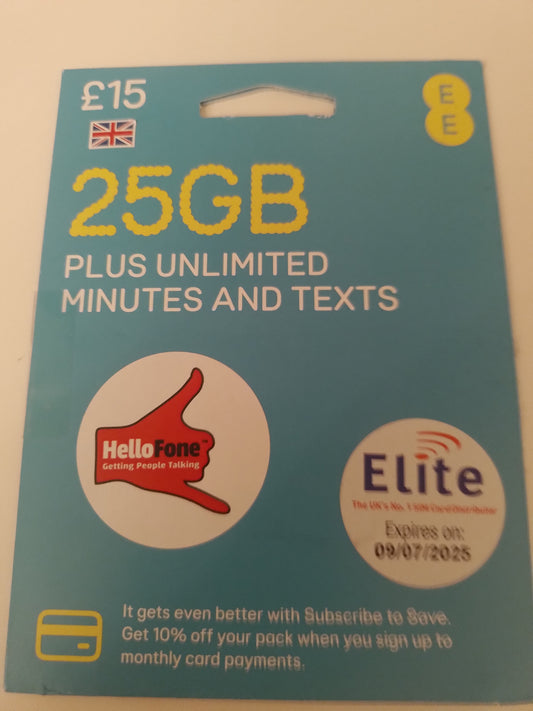 £15
EE
25GB
PLUS UNLIMITED
MINUTES AND TEXTS
HelloFone™
Getting People Talking
Elite
The UK's No. 1 SIM Card Distributor
Expires on:
09/07/2025
It gets even better with Subscribe to Save.
Get 10% off your pack when you sign up to
monthly card payments.